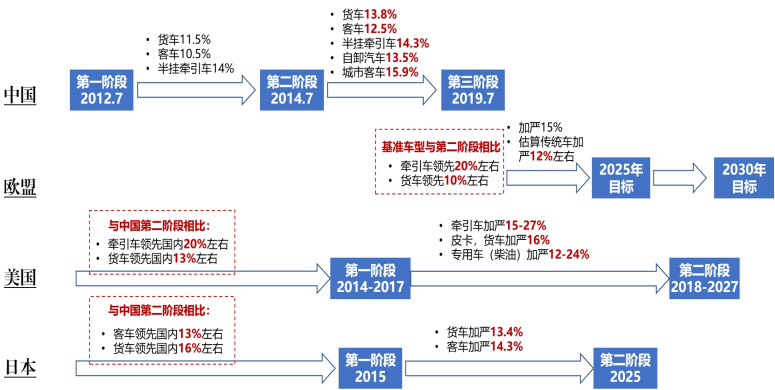 中国
第一阶段
2012.7
• 货车11.5%
• 客车10.5%
• 半挂牵引车14%
第二阶段
2014.7
• 货车13.8%
• 客车12.5%
• 半挂牵引车14.3%
• 自卸汽车13.5%
• 城市客车15.9%
第三阶段
2019.7
欧盟
基准车型与第二阶段相比
• 牵引车领先20%左右
• 货车领先10%左右
• 加严15%
• 估算传统车加
严12%左右
2025年
目标
2030年
目标
美国
与中国第二阶段相比：
• 牵引车领先国内20%左右
• 货车领先国内13%左右
第一阶段
2014-2017
• 牵引车加严15-27%
• 皮卡，货车加严16%
• 专用车（柴油）加严12-24%
第二阶段
2018-2027
日本
与中国第二阶段相比：
• 客车领先国内13%左右
• 货车领先国内16%左右
第一阶段
2015
• 货车加严13.4%
• 客车加严14.3%
第二阶段
2025